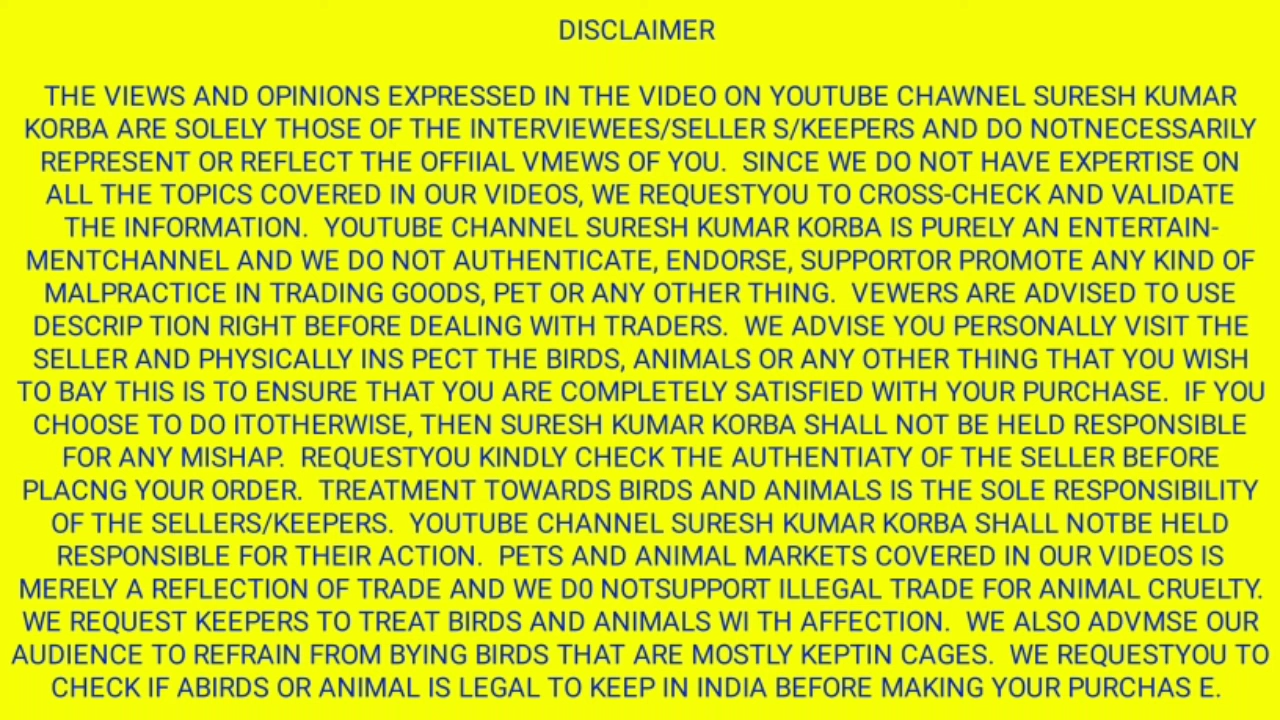 DISCLAIMER
THE VIEWS AND OPINIONS EXPRESSED IN THE VIDEO ON YOUTUBE CHAWNEL SURESH KUMAR
KORBA ARE SOLELY THOSE OF THE INTERVIEWEES/SELLER S/KEEPERS AND DO NOTNECESSARILY
REPRESENT OR REFLECT THE OFFIIAL VMEWS OF YOU. SINCE WE DO NOT HAVE EXPERTISE ON
ALL THE TOPICS COVERED IN OUR VIDEOS, WE REQUESTYOU TO CROSS-CHECK AND VALIDATE
THE INFORMATION. YOUTUBE CHANNEL SURESH KUMAR KORBA IS PURELY AN ENTERTAIN-
MENTCHANNEL AND WE DO NOT AUTHENTICATE, ENDORSE, SUPPORTOR PROMOTE ANY KIND OF
MALPRACTICE IN TRADING GOODS, PET OR ANY OTHER THING. VEWERS ARE ADVISED TO USE
DESCRIP TION RIGHT BEFORE DEALING WITH TRADERS. WE ADVISE YOU PERSONALLY VISIT THE
SELLER AND PHYSICALLY INS PECT THE BIRDS, ANIMALS OR ANY OTHER THING THAT YOU WISH
TO BAY THIS IS TO ENSURE THAT YOU ARE COMPLETELY SATISFIED WITH YOUR PURCHASE. IF YOU
CHOOSE TO DO ITOTHERWISE, THEN SURESH KUMAR KORBA SHALL NOT BE HELD RESPONSIBLE
FOR ANY MISHAP. REQUESTYOU KINDLY CHECK THE AUTHENTIATY OF THE SELLER BEFORE
PLACNG YOUR ORDER. TREATMENT TOWARDS BIRDS AND ANIMALS IS THE SOLE RESPONSIBILITY
OF THE SELLERS/KEEPERS. YOUTUBE CHANNEL SURESH KUMAR KORBA SHALL NOTBE HELD
RESPONSIBLE FOR THEIR ACTION. PETS AND ANIMAL MARKETS COVERED IN OUR VIDEOS IS
MERELY A REFLECTION OF TRADE AND WE D0 NOTSUPPORT ILLEGAL TRADE FOR ANIMAL CRUELTY.
WE REQUEST KEEPERS TO TREAT BIRDS AND ANIMALS WI TH AFFECTION. WE ALSO ADVMSE OUR
AUDIENCE TO REFRAIN FROM BYING BIRDS THAT ARE MOSTLY KEPTIN CAGES. WE REQUESTYOU TO
CHECK IF ABIRDS OR ANIMAL IS LEGAL TO KEEP IN INDIA BEFORE MAKING YOUR PURCHAS E.